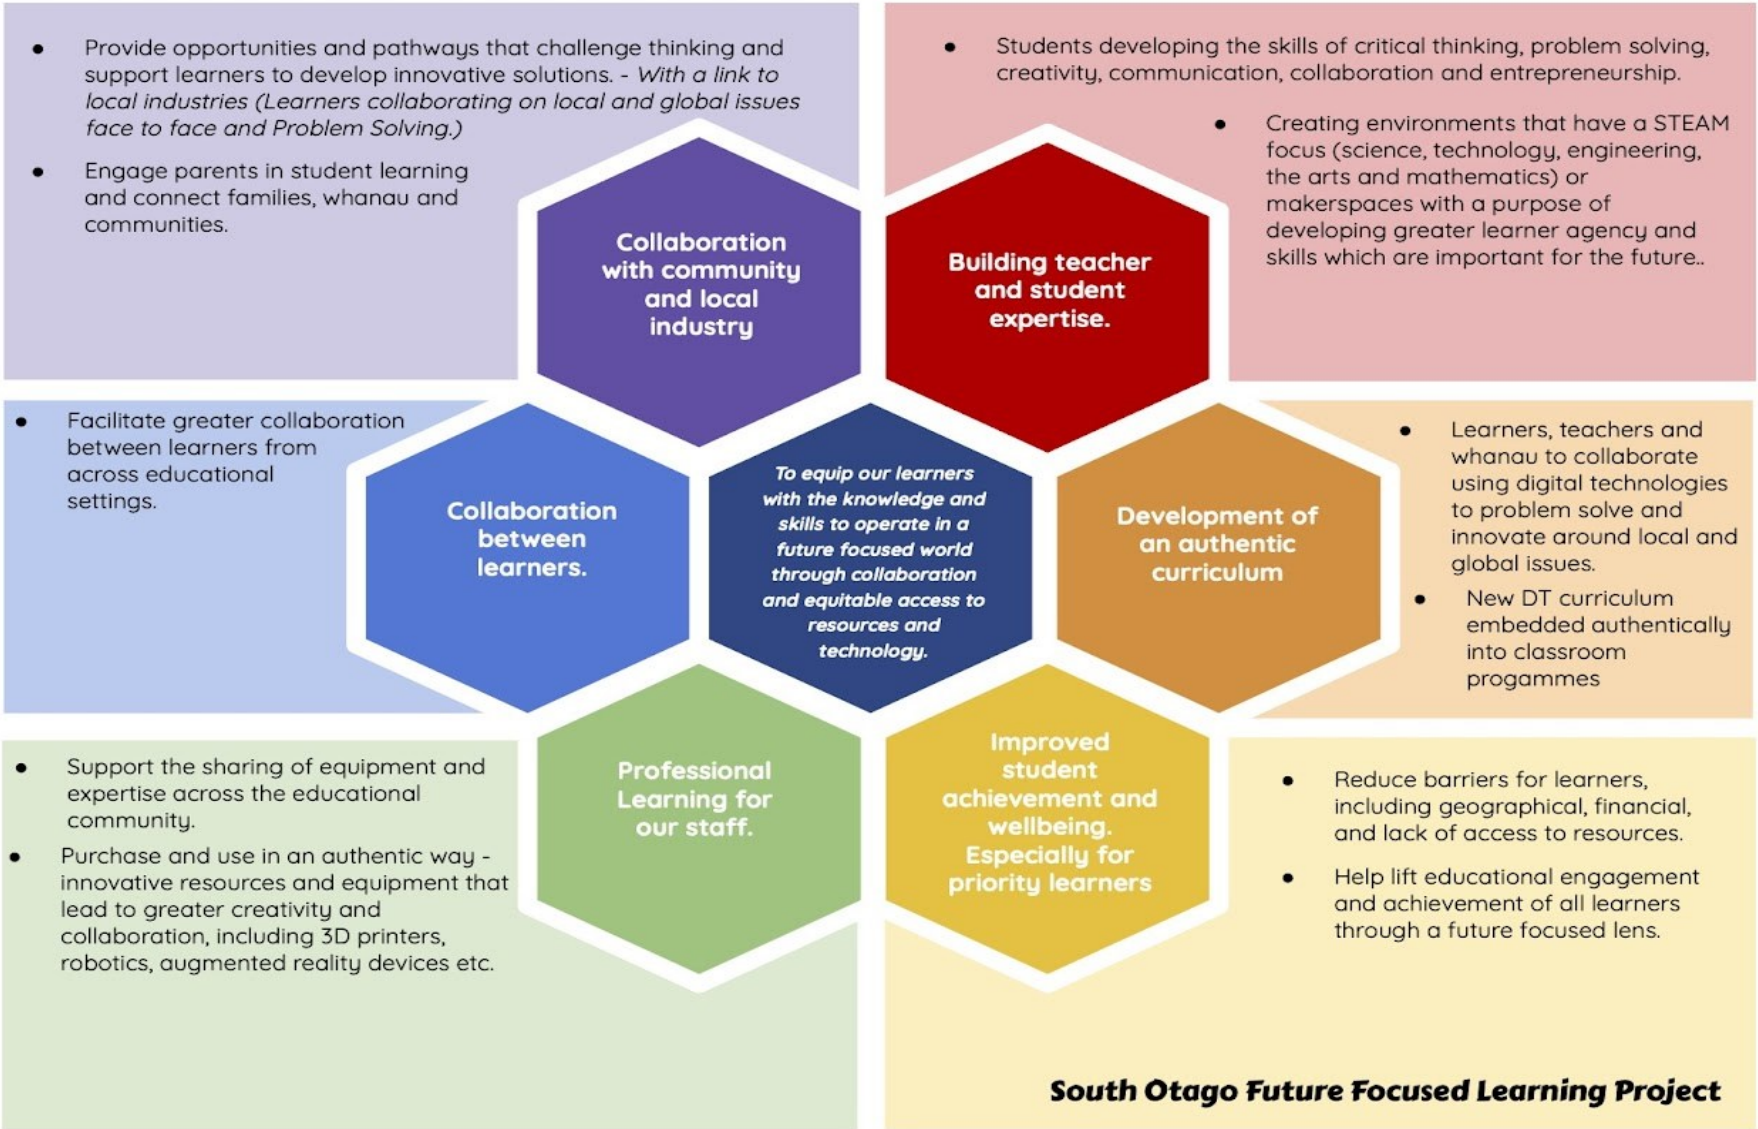 ● Provide opportunities and pathways that challenge thinking and
support learners to develop innovative solutions. - With a link to
local industries (Learners collaborating on local and global issues
face to face and Problem Solving.)
● Engage parents in student learning
and connect families, whanau and
communities.
Collaboration
with community
and local
industry
● Students developing the skills of critical thinking, problem solving,
creativity, communication, collaboration and entrepreneurship.
● Creating environments that have a STEAM
focus (science, technology, engineering,
the arts and mathematics) or
makerspaces with a purpose of
developing greater learner agency and
skills which are important for the future..
Building teacher
and student
expertise.
● Facilitate greater collaboration
between learners from
across educational
settings.
Collaboration
between
learners.
To equip our learners
with the knowledge and
skills to operate in a
future focused world
through collaboration
and equitable access to
resources and
technology.
Development of
an authentic
curriculum
● Learners, teachers and
whanau to collaborate
using digital technologies
to problem solve and
innovate around local and
global issues.
● New DT curriculum
embedded authentically
into classroom
progammes
● Support the sharing of equipment and
expertise across the educational
community.
● Purchase and use in an authentic way -
innovative resources and equipment that
lead to greater creativity and
collaboration, including 3D printers,
robotics, augmented reality devices etc.
Professional
Learning for
our staff.
Improved
student
achievement and
wellbeing.
Especially for
priority learners
● Reduce barriers for learners,
including geographical, financial,
and lack of access to resources.
● Help lift educational engagement
and achievement of all learners
through a future focused lens.
South Otago Future Focused Learning Project